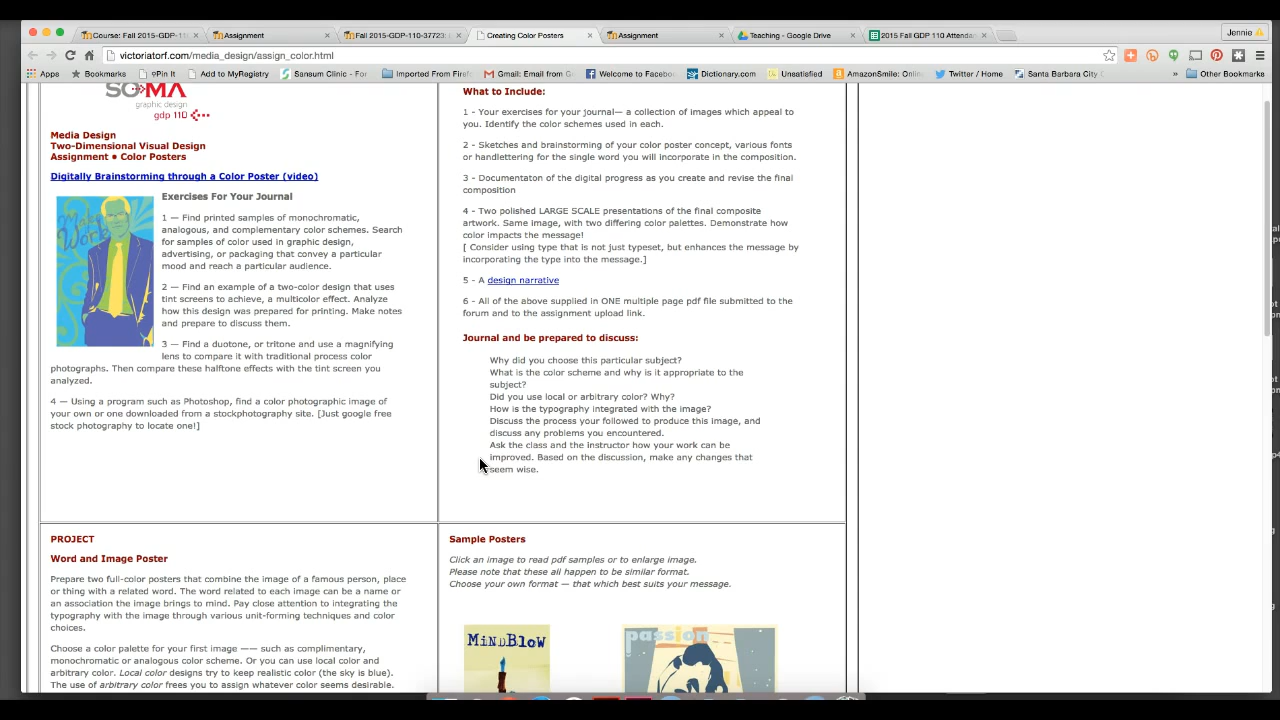 Course: Fall 2015-GDP-11
Assignment
Fall 2015-GDP-110-37723:
Creating Color Posters
Assignment
Teaching - Google Drive
2015 Fall GDP 110 Attendan
Jennie
victoriatorf.com/media_design/assign_color.html
Apps
Bookmarks
Pin It
Add to MyRegistry
Sansum Clinic - For
Imported From Firef
Gmail: Email from G
Welcome to Facebo
Dictionary.com
Unsatisfied
AmazonSmile: Onlin
Twitter / Home
Santa Barbara City
»
Other Bookmarks
SOMA
graphic design
gdp 110
Media Design
Two-Dimensional Visual Design
Assignment ● Color Posters
Digitally Brainstorming through a Color Poster (video)
Make
Work
Exercises For Your Journal
1 — Find printed samples of monochromatic,
analogous, and complementary color schemes. Search
for samples of color used in graphic design,
advertising, or packaging that convey a particular
mood and reach a particular audience.
2 — Find an example of a two-color design that uses
tint screens to achieve, a multicolor effect. Analyze
how this design was prepared for printing. Make notes
and prepare to discuss them.
3 — Find a duotone, or tritone and use a magnifying
lens to compare it with traditional process color
photographs. Then compare these halftone effects with the tint screen you
analyzed.
4 — Using a program such as Photoshop, find a color photographic image of
your own or one downloaded from a stockphotography site. [Just google free
stock photography to locate one!]
What to Include:
1 - Your exercises for your journal— a collection of images which appeal to
you. Identify the color schemes used in each.
2 - Sketches and brainstorming of your color poster concept, various fonts
or handlettering for the single word you will incorporate in the composition.
3 - Documentaton of the digital progress as you create and revise the final
composition
4 - Two polished LARGE SCALE presentations of the final composite
artwork. Same image, with two differing color palettes. Demonstrate how
color impacts the message!
[ Consider using type that is not just typeset, but enhances the message by
incorporating the type into the message.]
5 - A design narrative
6 - All of the above supplied in ONE multiple page pdf file submitted to the
forum and to the assignment upload link.
Journal and be prepared to discuss:
Why did you choose this particular subject?
What is the color scheme and why is it appropriate to the
subject?
Did you use local or arbitrary color? Why?
How is the typography integrated with the image?
Discuss the process your followed to produce this image, and
discuss any problems you encountered.
Ask the class and the instructor how your work can be
improved. Based on the discussion, make any changes that
seem wise.
PROJECT
Word and Image Poster
Prepare two full-color posters that combine the image of a famous person, place
or thing with a related word. The word related to each image can be a name or
an association the image brings to mind. Pay close attention to integrating the
typography with the image through various unit-forming techniques and color
choices.
Choose a color palette for your first image —— such as complimentary,
monochromatic or analogous color scheme. Or you can use local color and
arbitrary color. Local color designs try to keep realistic color (the sky is blue).
The use of arbitrary color frees you to assign whatever color seems desirable.
Sample Posters
Click an image to read pdf samples or to enlarge image.
Please note that these all happen to be similar format.
Choose your own format — that which best suits your message.
MINDBLOW
passion